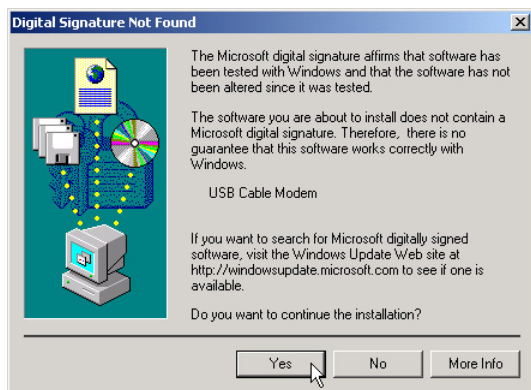 Digital Signature Not Found
The Microsoft digital signature affirms that software has
been tested with Windows and that the software has not
been altered since it was tested.
The software you are about to install does not contain a
Microsoft digital signature. Therefore, there is no
guarantee that this software works correctly with
Windows.
USB Cable Modem
If you want to search for Microsoft digitally signed
software, visit the Windows Update Web site at
http://windowsupdate.microsoft.com to see if one is
available.
Do you want to continue the installation?
Yes No More Info